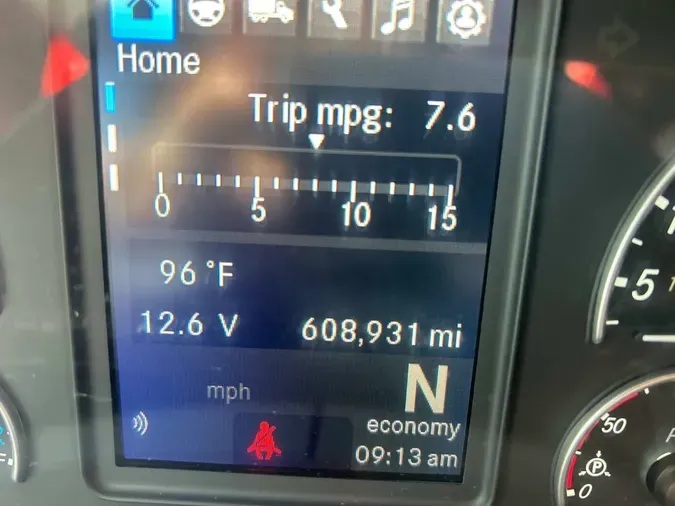 Home
Trip mpg: 7.6
0 5 10 15
96 °F
12.6 V 608,931 mi
N
mph
economy
09:13 am
5
50
P
0